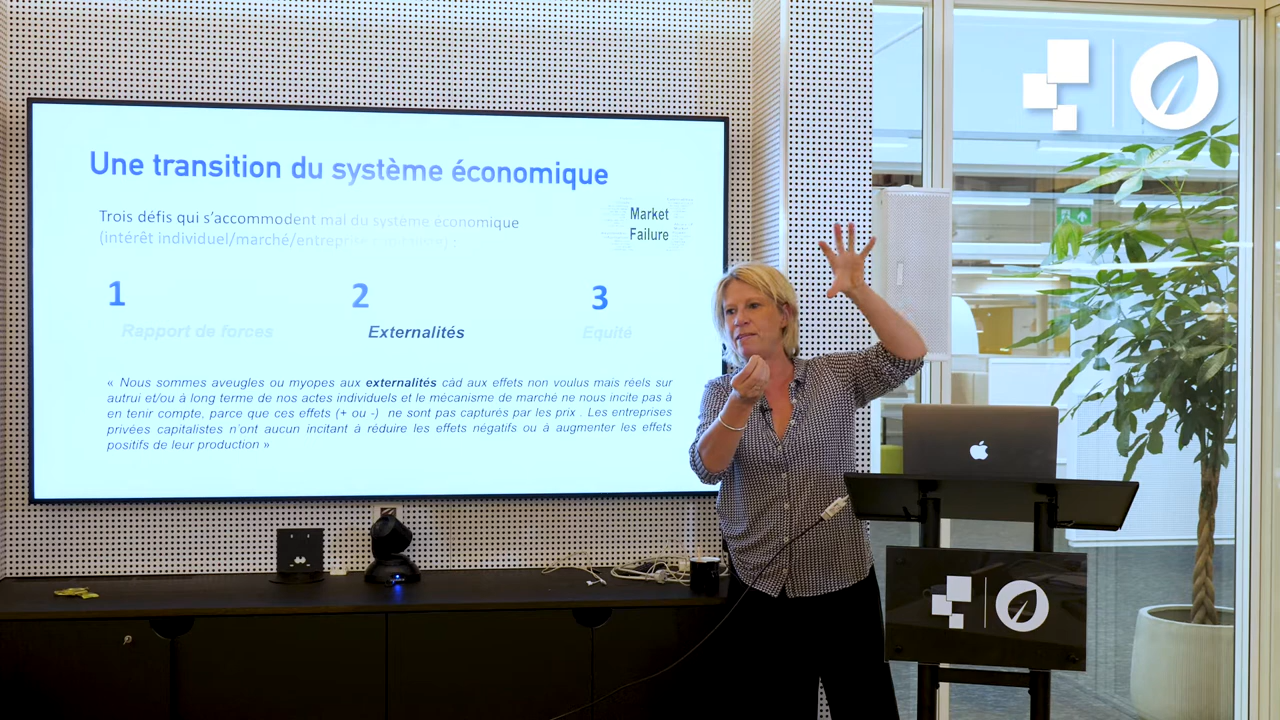 Une transition du système économique
Trois défis qui s'accommodent mal du système economique
(intérêt individuel/marché/entreprise capitaliste) :
Market
Failure
1
2
3
Rapport de forces
Externalités
Equité
« Nous sommes aveugles ou myopes aux externalités càd aux effets non voulus mais réels sur
autrui et/ou à long terme de nos actes individuels et le mécanisme de marché ne nous incite pas à
en tenir compte, parce que ces effets (+ ou -) ne sont pas capturés par les prix . Les entreprises
privées capitalistes n'ont aucun incitant à réduire les effets négatifs ou à augmenter les effets
positifs de leur production »